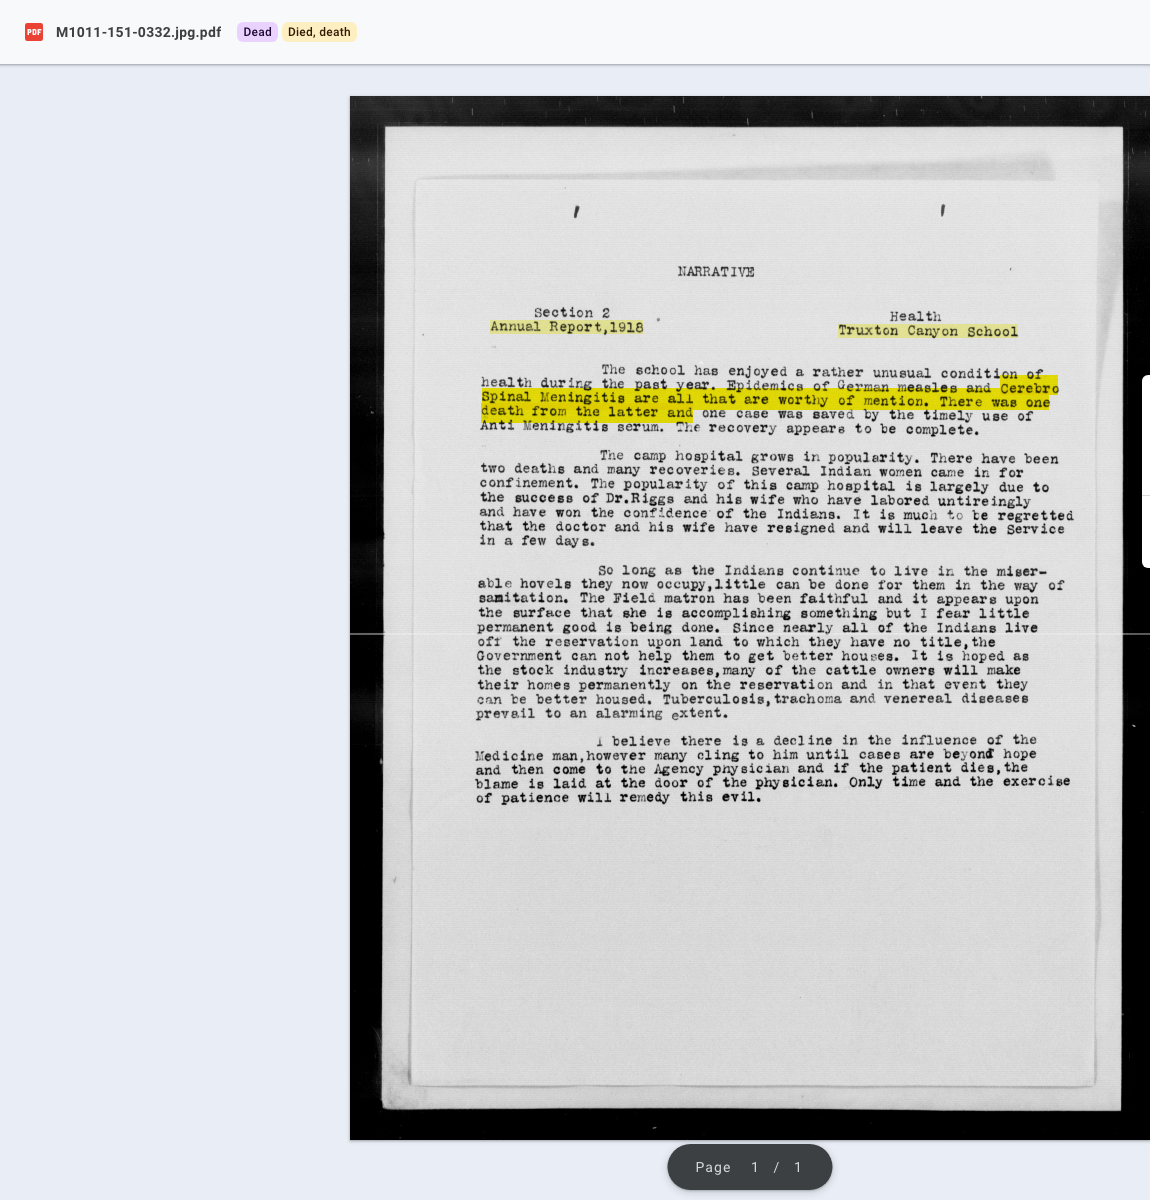 PDF M1011-151-0332.jpg.pdf Dead Died, death
NARRATIVE
Section 2 Health
Annual Report,1918 Truxton Canyon School
The school has enjoyed a rather unusual condition of
health during the past year. Epidemics of German measles and Cerebro
Spinal Meningitis are all that are worthy of mention. There was one
death from the latter and one case was saved by the timely use of
Anti Meningitis serum. The recovery appears to be complete.
The camp hospital grows in popularity. There have been
two deaths and many recoveries. Several Indian women came in for
confinement. The popularity of this camp hospital is largely due to
the success of Dr.Riggs and his wife who have labored untireingly
and have won the confidence of the Indians. It is much to be regretted
that the doctor and his wife have resigned and will leave the Service
in a few days.
So long as the Indians continue to live in the miser-
able hovels they now occupy,little can be done for them in the way of
sanitation. The Field matron has been faithful and it appears upon
the surface that she is accomplishing something but I fear little
permanent good is being done. Since nearly all of the Indians live
off the reservation upon land to which they have no title,the
Government can not help them to get better houses. It is hoped as
the stock industry increases,many of the cattle owners will make
their homes permanently on the reservation and in that event they
can be better housed. Tuberculosis,trachoma and venereal diseases
prevail to an alarming extent.
I believe there is a decline in the influence of the
Medicine man,however many cling to him until cases are beyond hope
and then come to the Agency physician and if the patient dies,the
blame is laid at the door of the physician. Only time and the exercise
of patience will remedy this evil.
Page 1 / 1